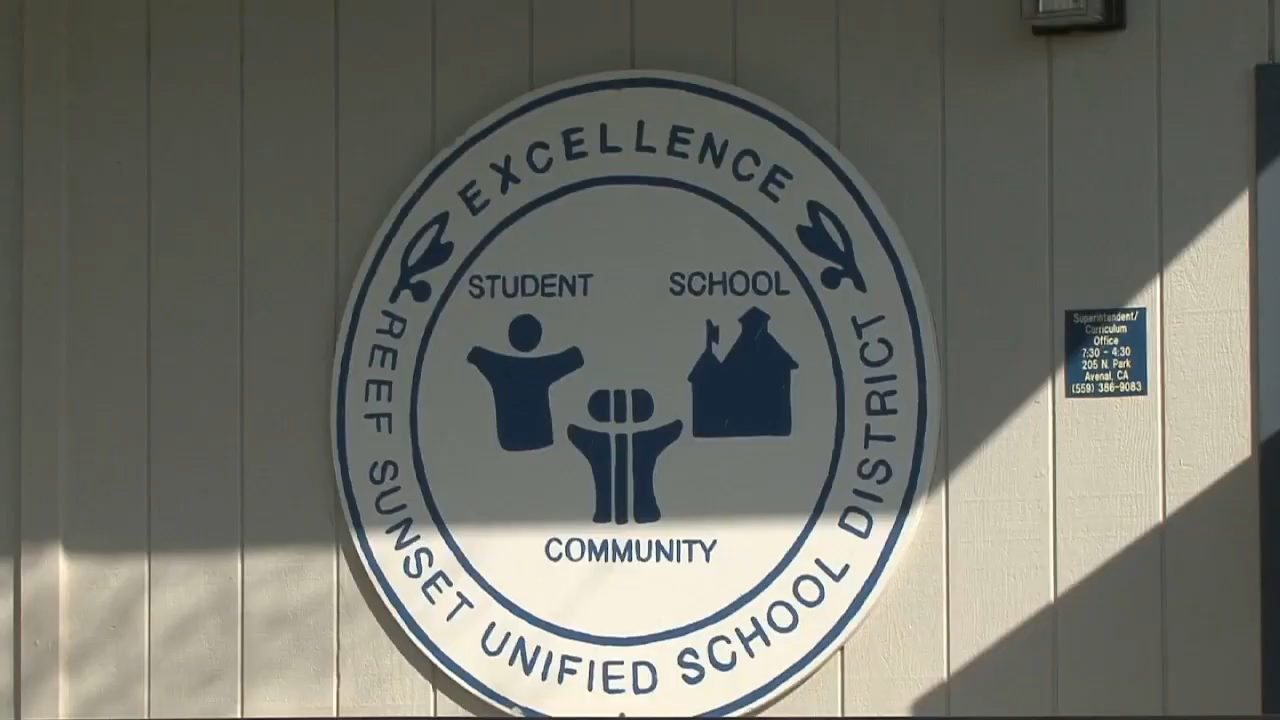 EXCELLENCE
STUDENT
SCHOOL
COMMUNITY
REEF SUNSET UNIFIED SCHOOL DISTRICT
Superintendent/
Curriculum
Office
7:30 - 4:30
205 N. Park
Avenal, CA
(559) 386-9083